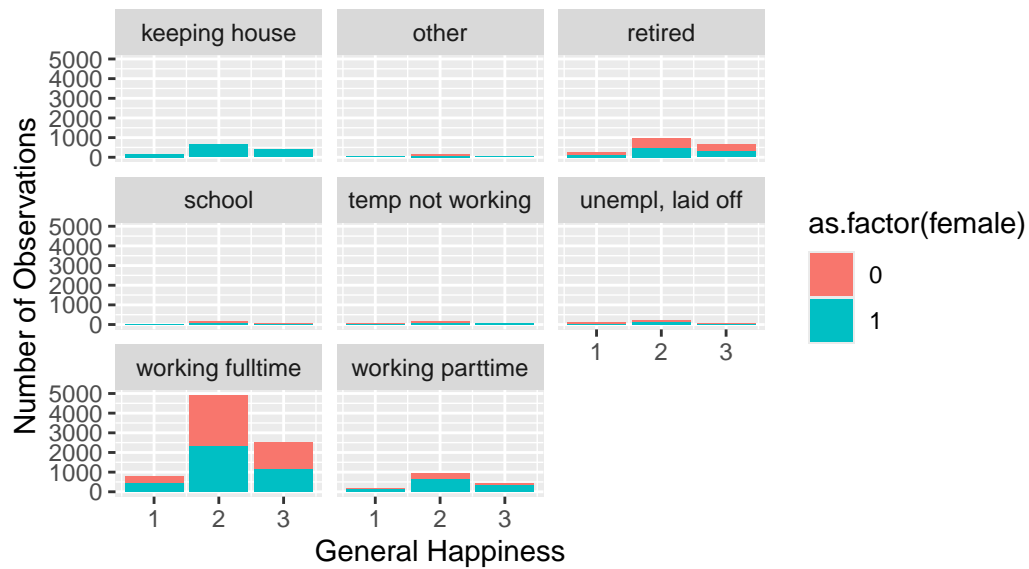 keeping house
other
retired
5000
4000
3000
2000
1000
0
school
temp not working
unempl, laid off
5000
4000
3000
2000
1000
0
1 2 3
working fulltime
working parttime
5000
4000
3000
2000
1000
0
1 2 3
1 2 3
General Happiness
Number of Observations
as.factor(female)
0
1